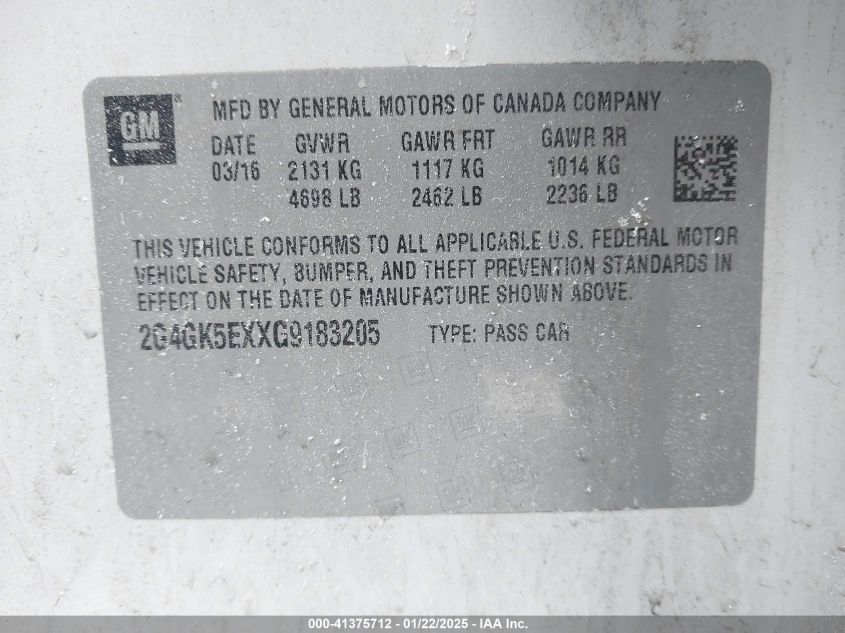 GM ®
MFD BY GENERAL MOTORS OF CANADA COMPANY
DATE GVWR GAWR FRT GAWR RR
03/16 2131 KG 1117 KG 1014 KG
4698 LB 2462 LB 2236 LB
THIS VEHICLE CONFORMS TO ALL APPLICABLE U.S. FEDERAL MOTOR
VEHICLE SAFETY, BUMPER, AND THEFT PREVENTION STANDARDS IN
EFFECT ON THE DATE OF MANUFACTURE SHOWN ABOVE.
2G4GK5EXXG9183205 TYPE: PASS CAR
000-41375712 - 01/22/2025 - IAA Inc.